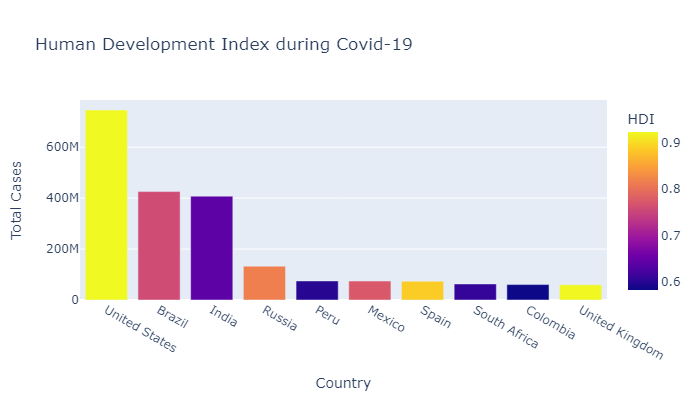 Human Development Index during Covid-19
HDI
0.9
0.8
0.7
0.6
Total Cases
600M
400M
200M
0
United States
Brazil
India
Russia
Peru
Mexico
Spain
South Africa
Colombia
United Kingdom
Country